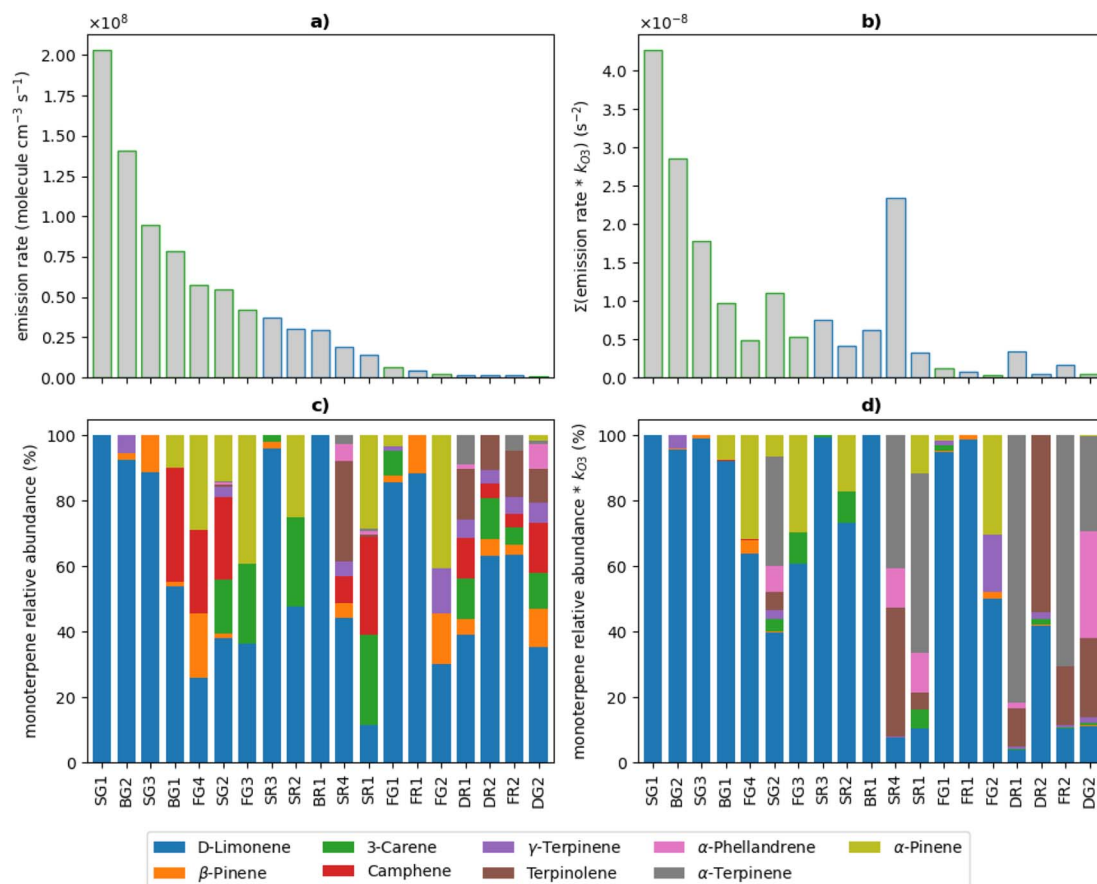 a)
×10⁸
emission rate (molecule cm⁻³ s⁻¹)
2.00
1.75
1.50
1.25
1.00
0.75
0.50
0.25
0.00
b)
×10⁻⁸
Σ(emission rate * k_O3) (s⁻²)
4.0
3.5
3.0
2.5
2.0
1.5
1.0
0.5
0.0
c)
monoterpene relative abundance (%)
100
80
60
40
20
0
SG1 BG2 SG3 BG1 FG4 SG2 FG3 SR3 SR2 BR1 SR4 SR1 FG1 FR1 FG2 DR1 DR2 FR2 DG2
d)
monoterpene relative abundance * k_O3 (%)
100
80
60
40
20
0
SG1 BG2 SG3 BG1 FG4 SG2 FG3 SR3 SR2 BR1 SR4 SR1 FG1 FR1 FG2 DR1 DR2 FR2 DG2
D-Limonene 3-Carene γ-Terpinene α-Phellandrene α-Pinene
β-Pinene Camphene Terpinolene α-Terpinene